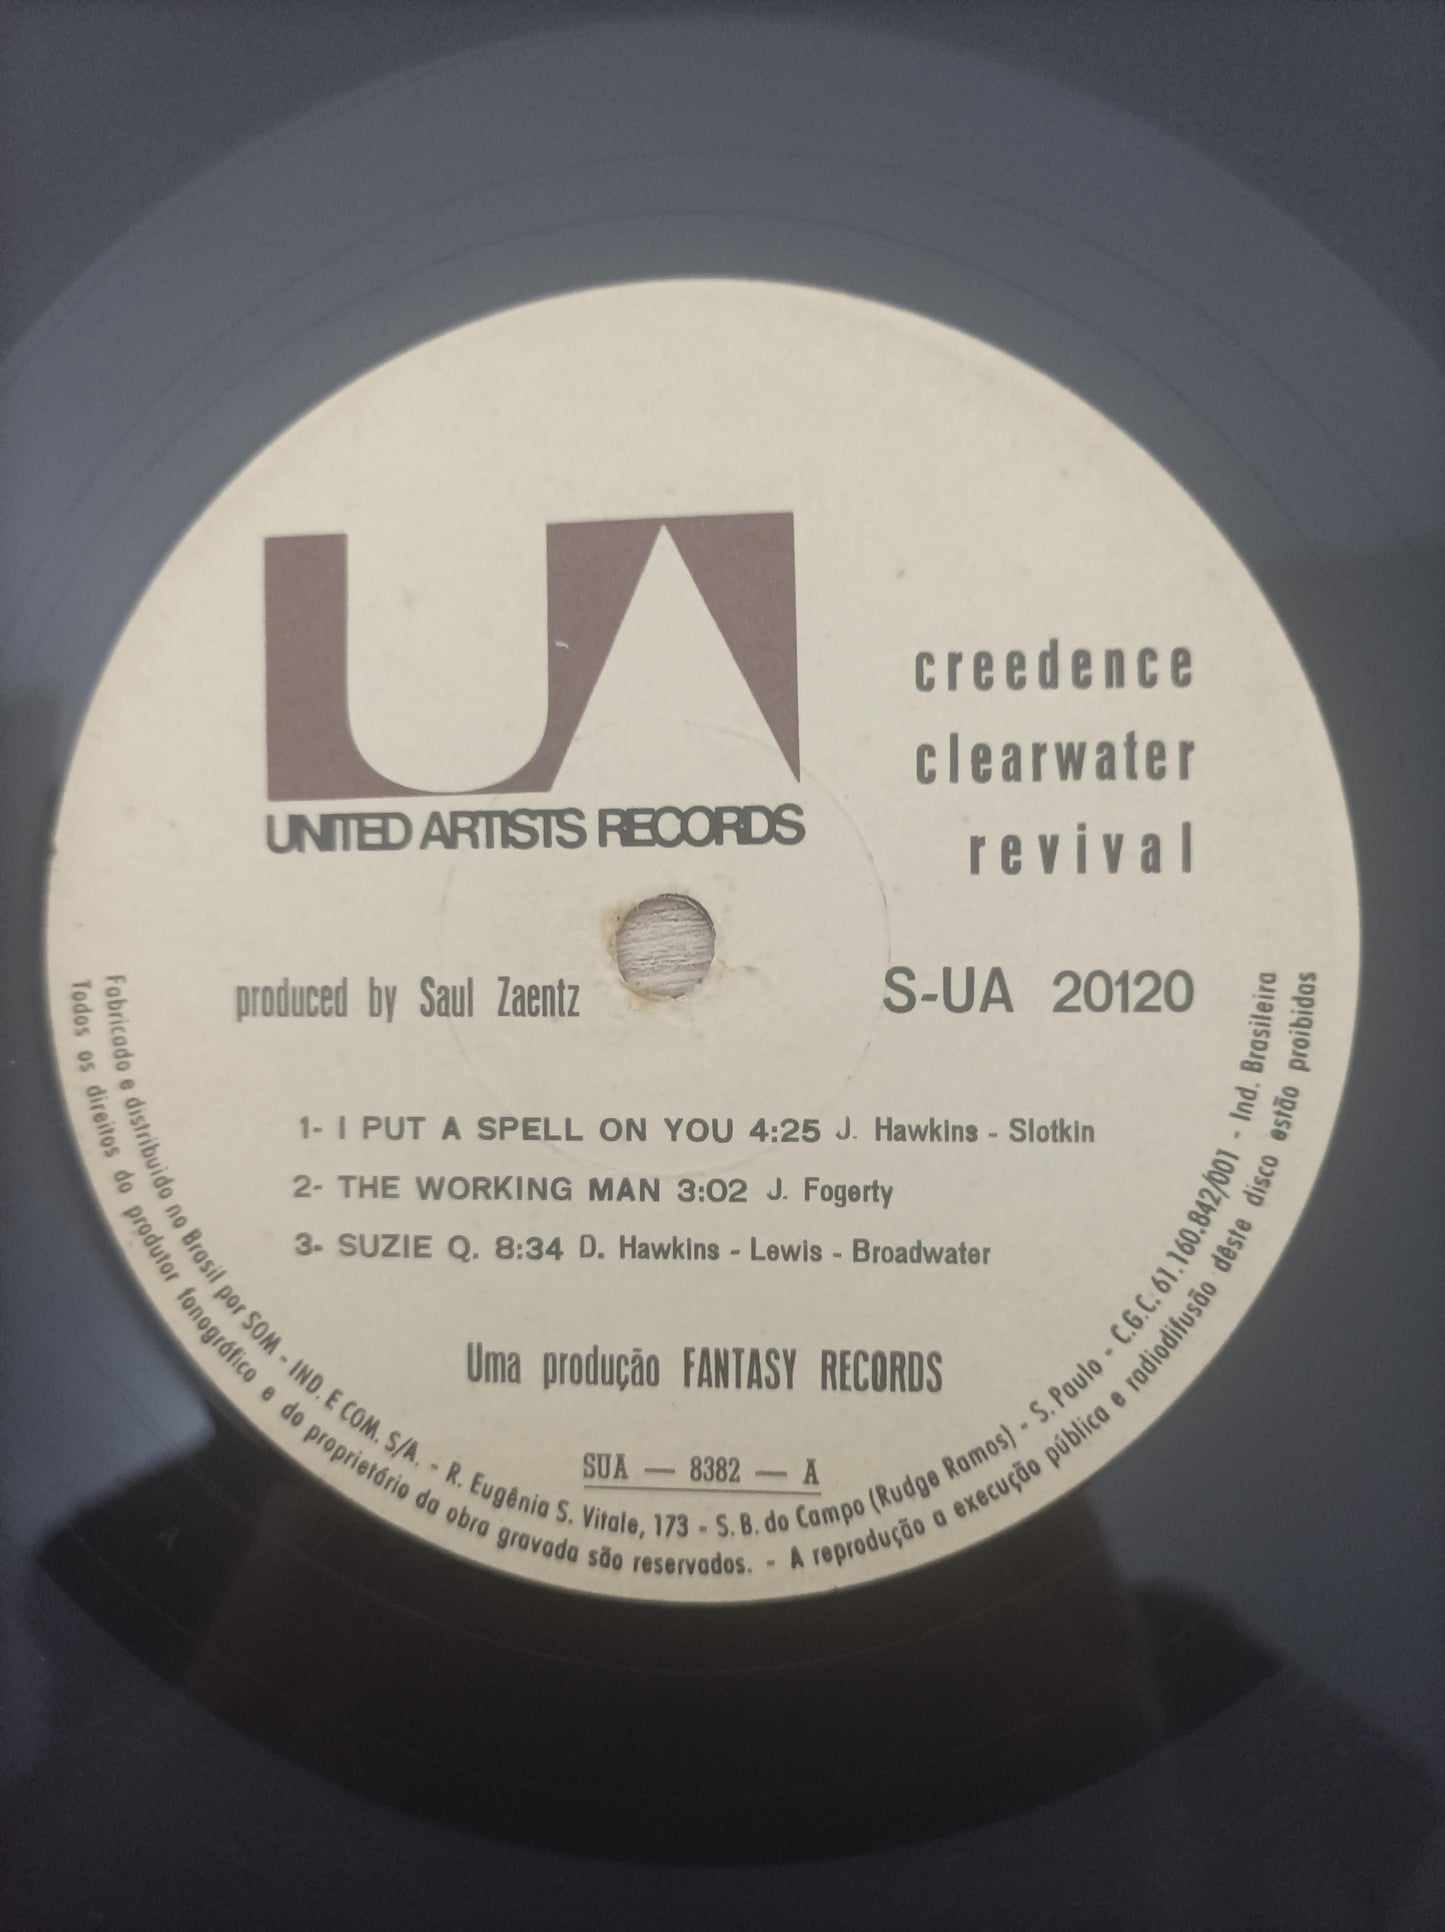 UA
UNITED ARTISTS RECORDS
creedence
clearwater
revival
produced by Saul Zaentz
S-UA 20120
1- I PUT A SPELL ON YOU 4:25 J. Hawkins - Slotkin
2- THE WORKING MAN 3:02 J. Fogerty
3- SUZIE Q. 8:34 D. Hawkins - Lewis - Broadwater
Uma produção FANTASY RECORDS
SUA — 8382 — A
Fabricado e distribuido no Brasil por SOM - IND. E COM. S/A. - R. Eugênia S. Vitale, 173 - S. B. do Campo (Rudge Ramos) - S. Paulo - C.G.C. 61.160.842/001 - Ind. Brasileira
Todos os direitos do produtor fonográfico e do proprietário da obra gravada são reservados. - A reprodução a execução pública e radiodifusão dêste disco estão proibidas